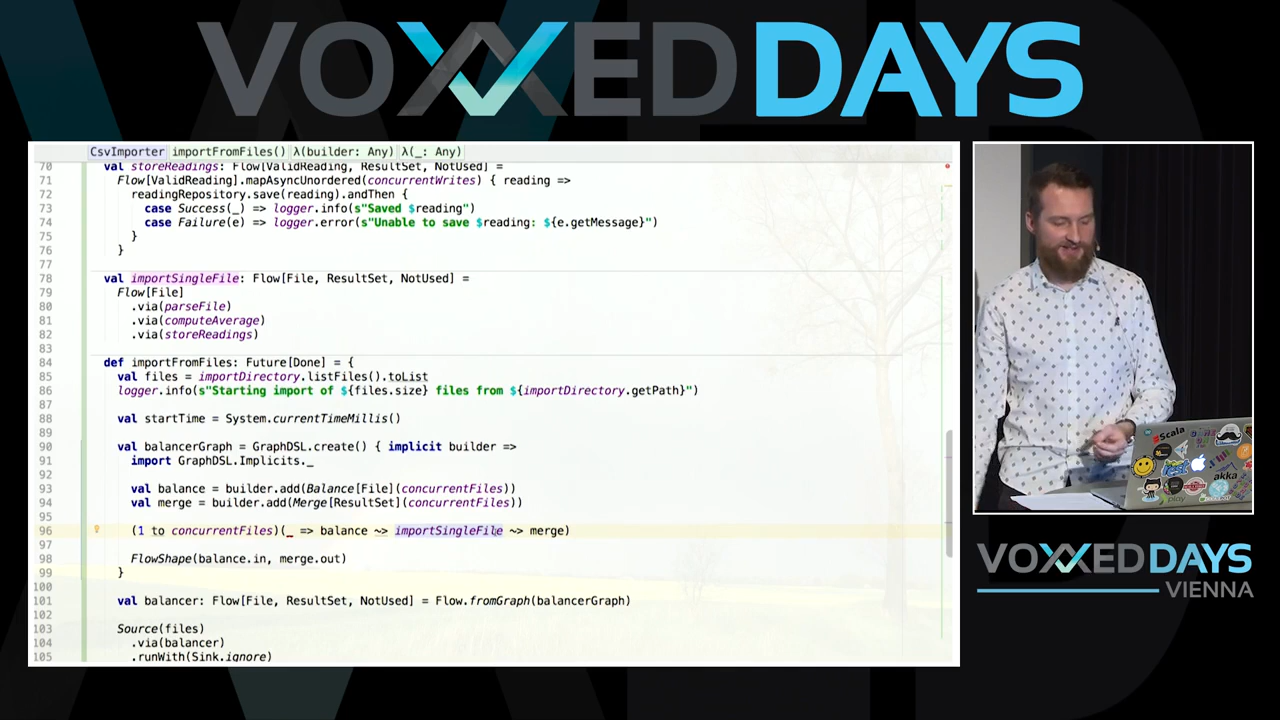 VOXXED DAYS
CsvImporter importFromFiles() λ(builder: Any) λ(_: Any)
70 val storeReadings: Flow[ValidReading, ResultSet, NotUsed] =
71 Flow[ValidReading].mapAsyncUnordered(concurrentWrites) { reading =>
72 readingRepository.save(reading).andThen {
73 case Success(_) => logger.info(s"Saved $reading")
74 case Failure(e) => logger.error(s"Unable to save $reading: ${e.getMessage}")
75 }
76 }
77
78 val importSingleFile: Flow[File, ResultSet, NotUsed] =
79 Flow[File]
80 .via(parseFile)
81 .via(computeAverage)
82 .via(storeReadings)
83
84 def importFromFiles: Future[Done] = {
85 val files = importDirectory.listFiles().toList
86 logger.info(s"Starting import of ${files.size} files from ${importDirectory.getPath}")
87
88 val startTime = System.currentTimeMillis()
89
90 val balancerGraph = GraphDSL.create() { implicit builder =>
91 import GraphDSL.Implicits._
92
93 val balance = builder.add(Balance[File](concurrentFiles))
94 val merge = builder.add(Merge[ResultSet](concurrentFiles))
95
96 (1 to concurrentFiles)(_ => balance ~> importSingleFile ~> merge)
97
98 FlowShape(balance.in, merge.out)
99 }
100
101 val balancer: Flow[File, ResultSet, NotUsed] = Flow.fromGraph(balancerGraph)
102
103 Source(files)
104 .via(balancer)
105 .runWith(Sink.ignore)
#Scala
Test
akka
play
VOXXED DAYS
VIENNA